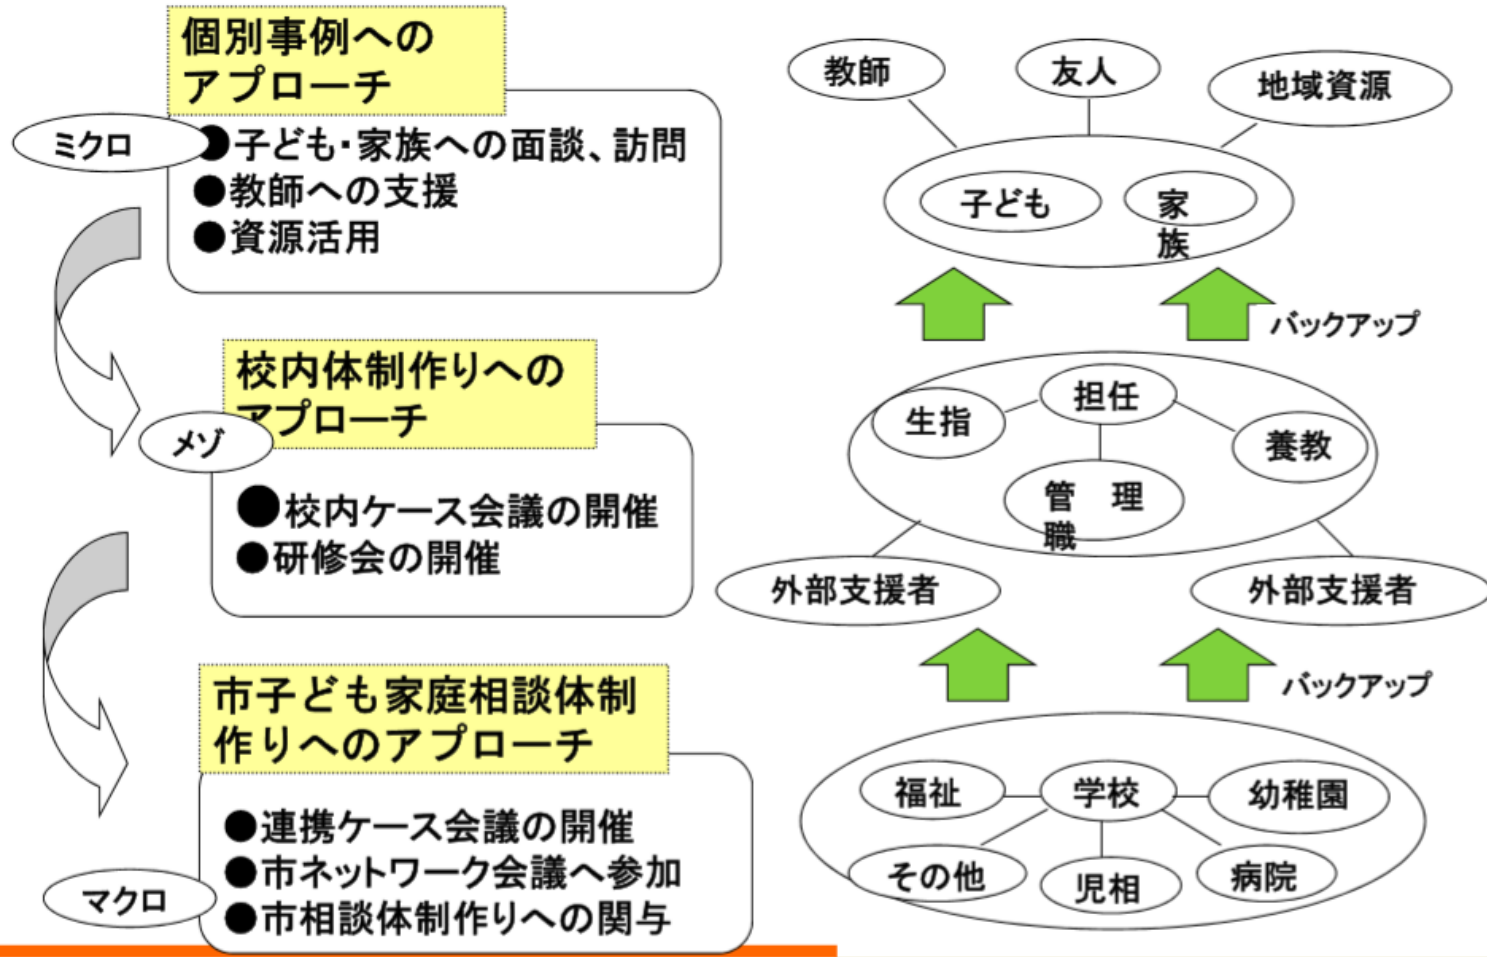 個別事例への
アプローチ
ミクロ
●子ども・家族への面談、訪問
●教師への支援
●資源活用
校内体制作りへの
アプローチ
メゾ
●校内ケース会議の開催
●研修会の開催
市子ども家庭相談体制
作りへのアプローチ
マクロ
●連携ケース会議の開催
●市ネットワーク会議へ参加
●市相談体制作りへの関与
教師
友人
地域資源
子ども
家
族
バックアップ
生指
担任
養教
管 理
職
外部支援者
外部支援者
バックアップ
福祉
学校
幼稚園
その他
児相
病院